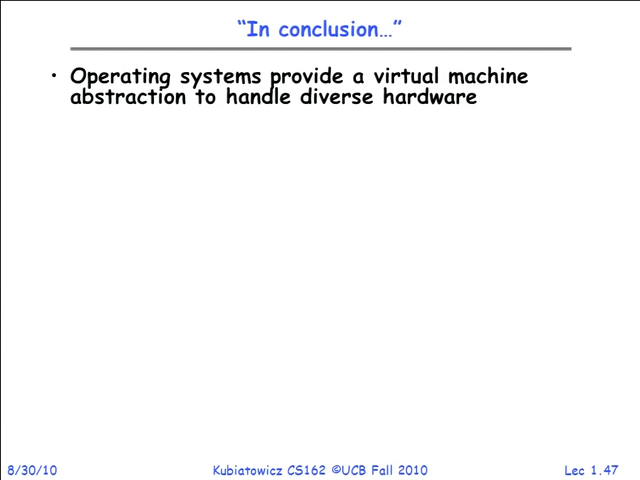 “In conclusion…”
• Operating systems provide a virtual machine
abstraction to handle diverse hardware
8/30/10 Kubiatowicz CS162 ©UCB Fall 2010 Lec 1.47